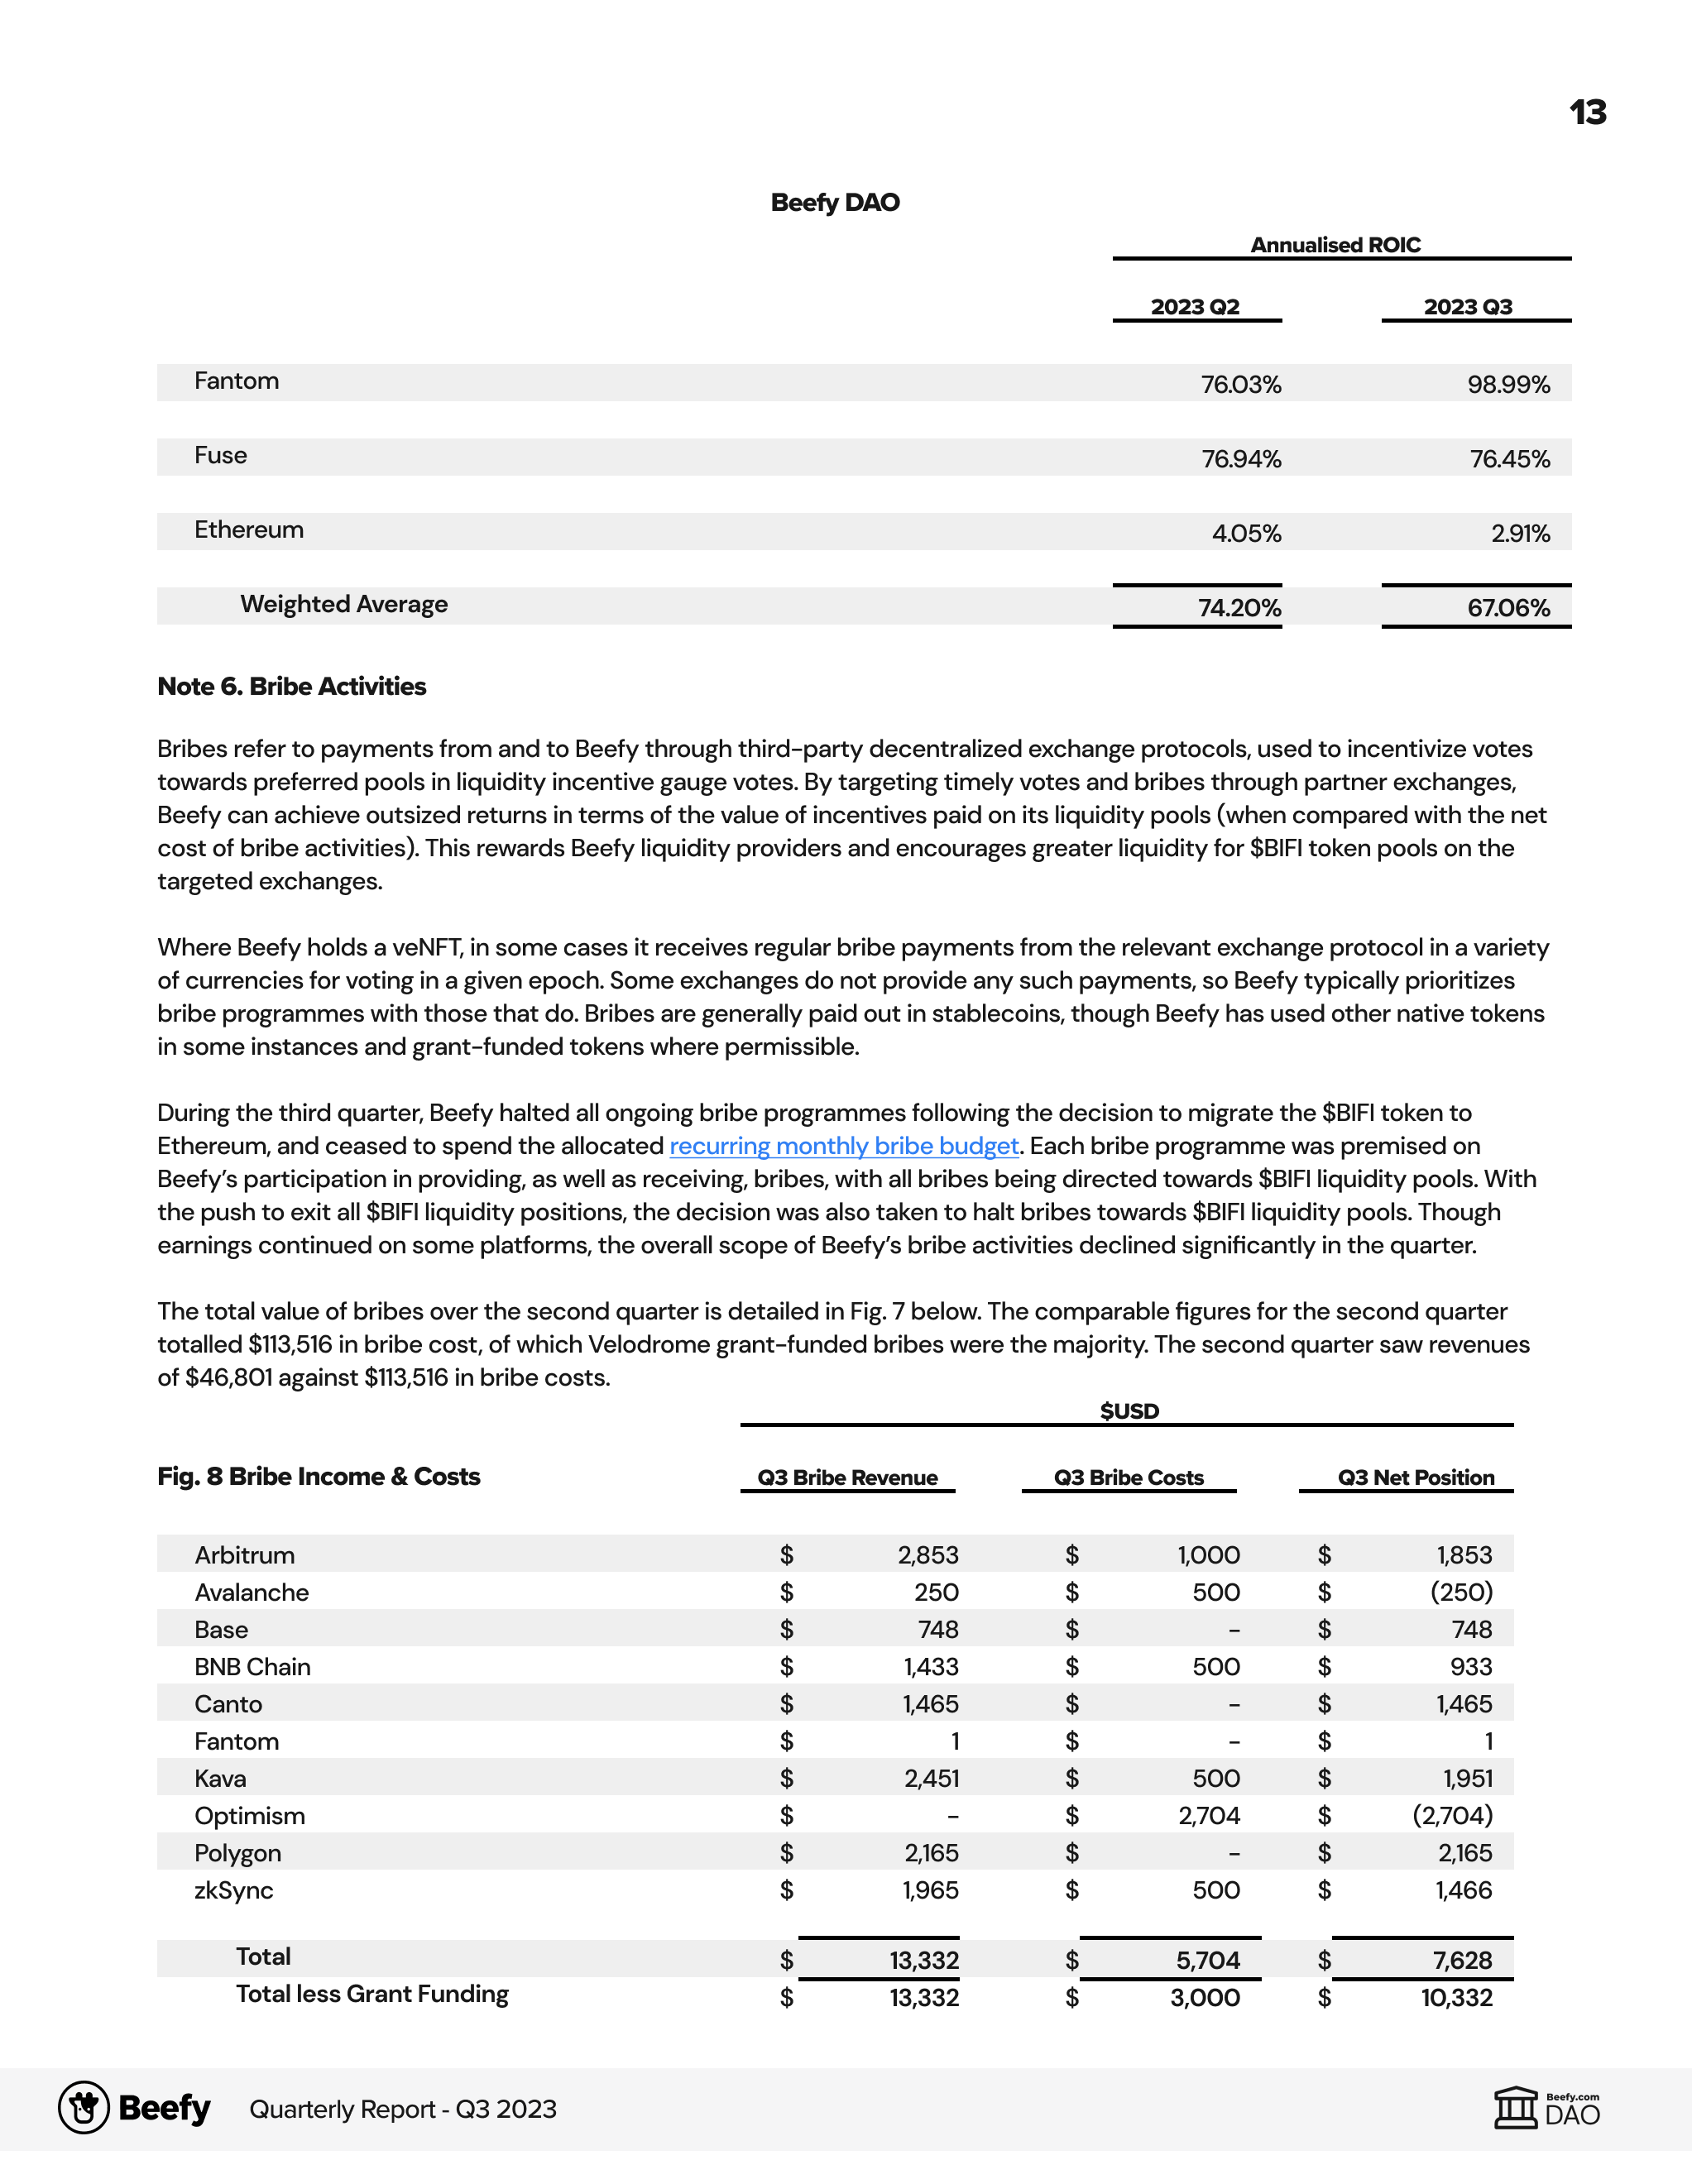 13
Beefy DAO
Annualised ROIC
2023 Q2 2023 Q3
Fantom 76.03% 98.99%
Fuse 76.94% 76.45%
Ethereum 4.05% 2.91%
Weighted Average 74.20% 67.06%
Note 6. Bribe Activities
Bribes refer to payments from and to Beefy through third-party decentralized exchange protocols, used to incentivize votes
towards preferred pools in liquidity incentive gauge votes. By targeting timely votes and bribes through partner exchanges,
Beefy can achieve outsized returns in terms of the value of incentives paid on its liquidity pools (when compared with the net
cost of bribe activities). This rewards Beefy liquidity providers and encourages greater liquidity for $BIFI token pools on the
targeted exchanges.
Where Beefy holds a veNFT, in some cases it receives regular bribe payments from the relevant exchange protocol in a variety
of currencies for voting in a given epoch. Some exchanges do not provide any such payments, so Beefy typically prioritizes
bribe programmes with those that do. Bribes are generally paid out in stablecoins, though Beefy has used other native tokens
in some instances and grant-funded tokens where permissible.
During the third quarter, Beefy halted all ongoing bribe programmes following the decision to migrate the $BIFI token to
Ethereum, and ceased to spend the allocated recurring monthly bribe budget. Each bribe programme was premised on
Beefy's participation in providing, as well as receiving, bribes, with all bribes being directed towards $BIFI liquidity pools. With
the push to exit all $BIFI liquidity positions, the decision was also taken to halt bribes towards $BIFI liquidity pools. Though
earnings continued on some platforms, the overall scope of Beefy's bribe activities declined significantly in the quarter.
The total value of bribes over the second quarter is detailed in Fig. 7 below. The comparable figures for the second quarter
totalled $113,516 in bribe cost, of which Velodrome grant-funded bribes were the majority. The second quarter saw revenues
of $46,801 against $113,516 in bribe costs.
$USD
Fig. 8 Bribe Income & Costs Q3 Bribe Revenue Q3 Bribe Costs Q3 Net Position
Arbitrum $ 2,853 $ 1,000 $ 1,853
Avalanche $ 250 $ 500 $ (250)
Base $ 748 $ - $ 748
BNB Chain $ 1,433 $ 500 $ 933
Canto $ 1,465 $ - $ 1,465
Fantom $ 1 $ - $ 1
Kava $ 2,451 $ 500 $ 1,951
Optimism $ - $ 2,704 $ (2,704)
Polygon $ 2,165 $ - $ 2,165
zkSync $ 1,965 $ 500 $ 1,466
Total $ 13,332 $ 5,704 $ 7,628
Total less Grant Funding $ 13,332 $ 3,000 $ 10,332
Beefy Quarterly Report - Q3 2023 Beefy.com
DAO